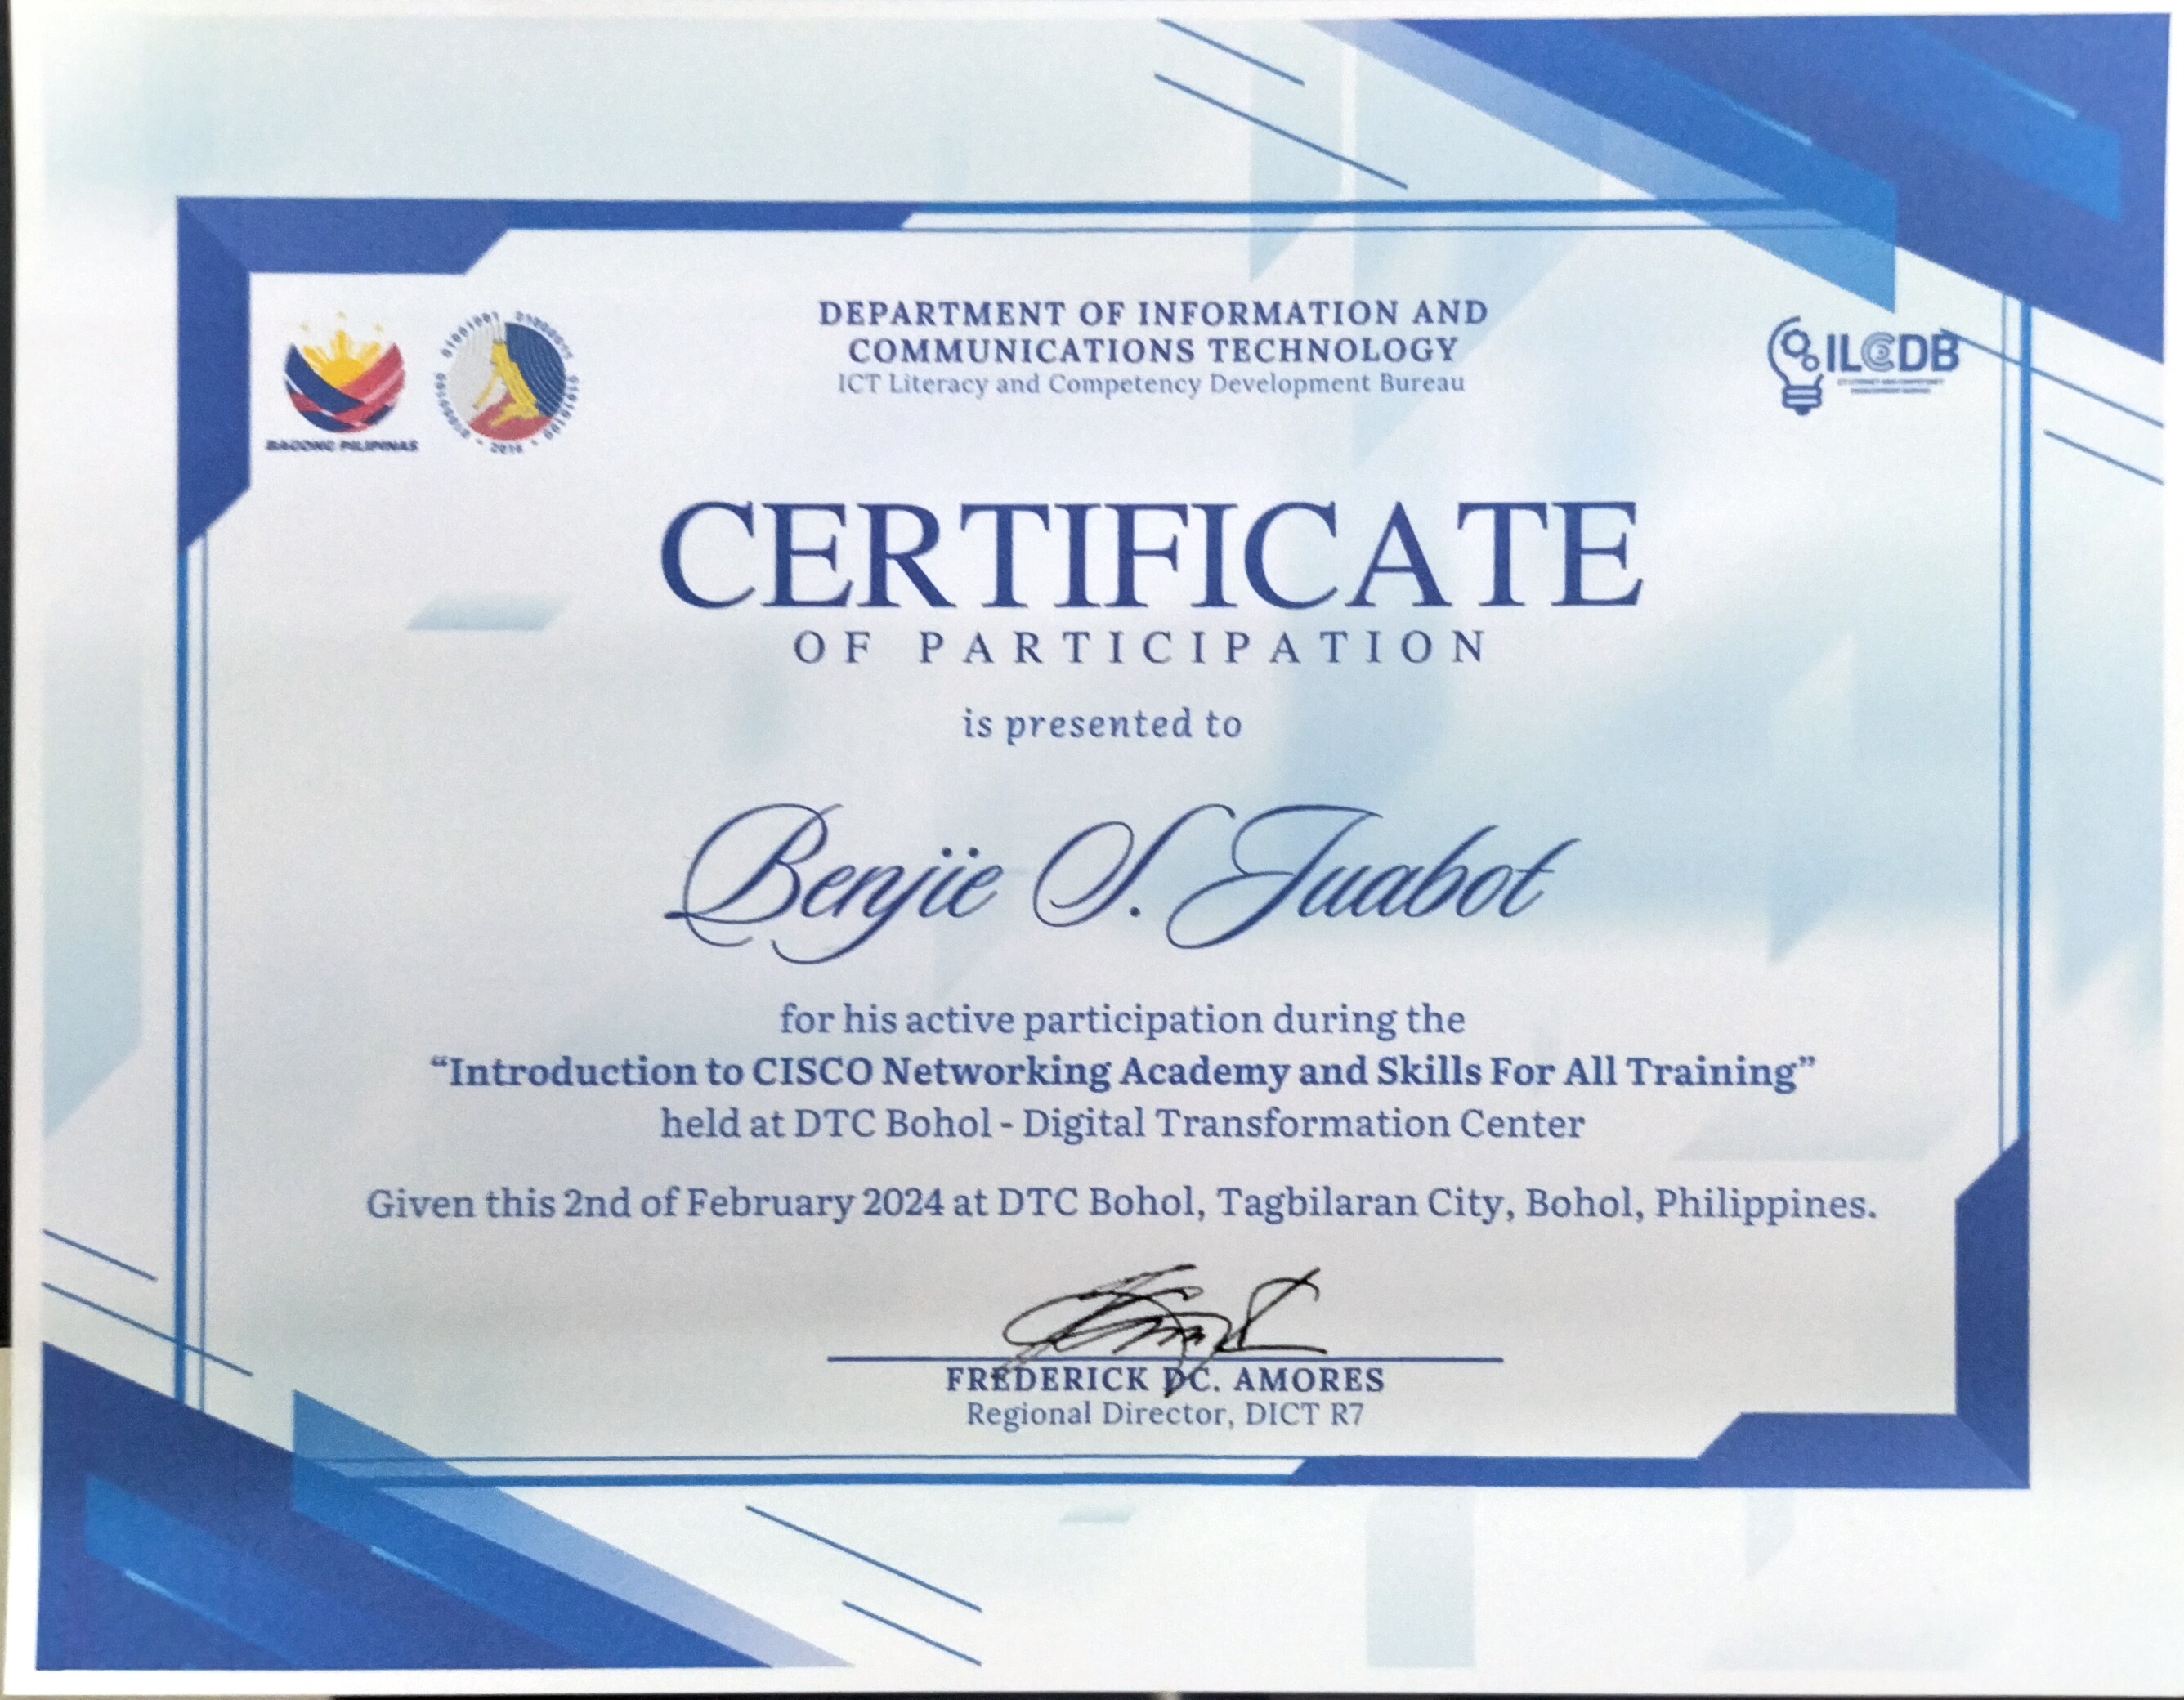 DEPARTMENT OF INFORMATION AND
COMMUNICATIONS TECHNOLOGY
ICT Literacy and Competency Development Bureau
BAGONG PILIPINAS
2016
ILCDB
CERTIFICATE
OF PARTICIPATION
is presented to
Benjie S. Juabot
for his active participation during the
“Introduction to CISCO Networking Academy and Skills For All Training”
held at DTC Bohol - Digital Transformation Center
Given this 2nd of February 2024 at DTC Bohol, Tagbilaran City, Bohol, Philippines.
FREDERICK DC. AMORES
Regional Director, DICT R7